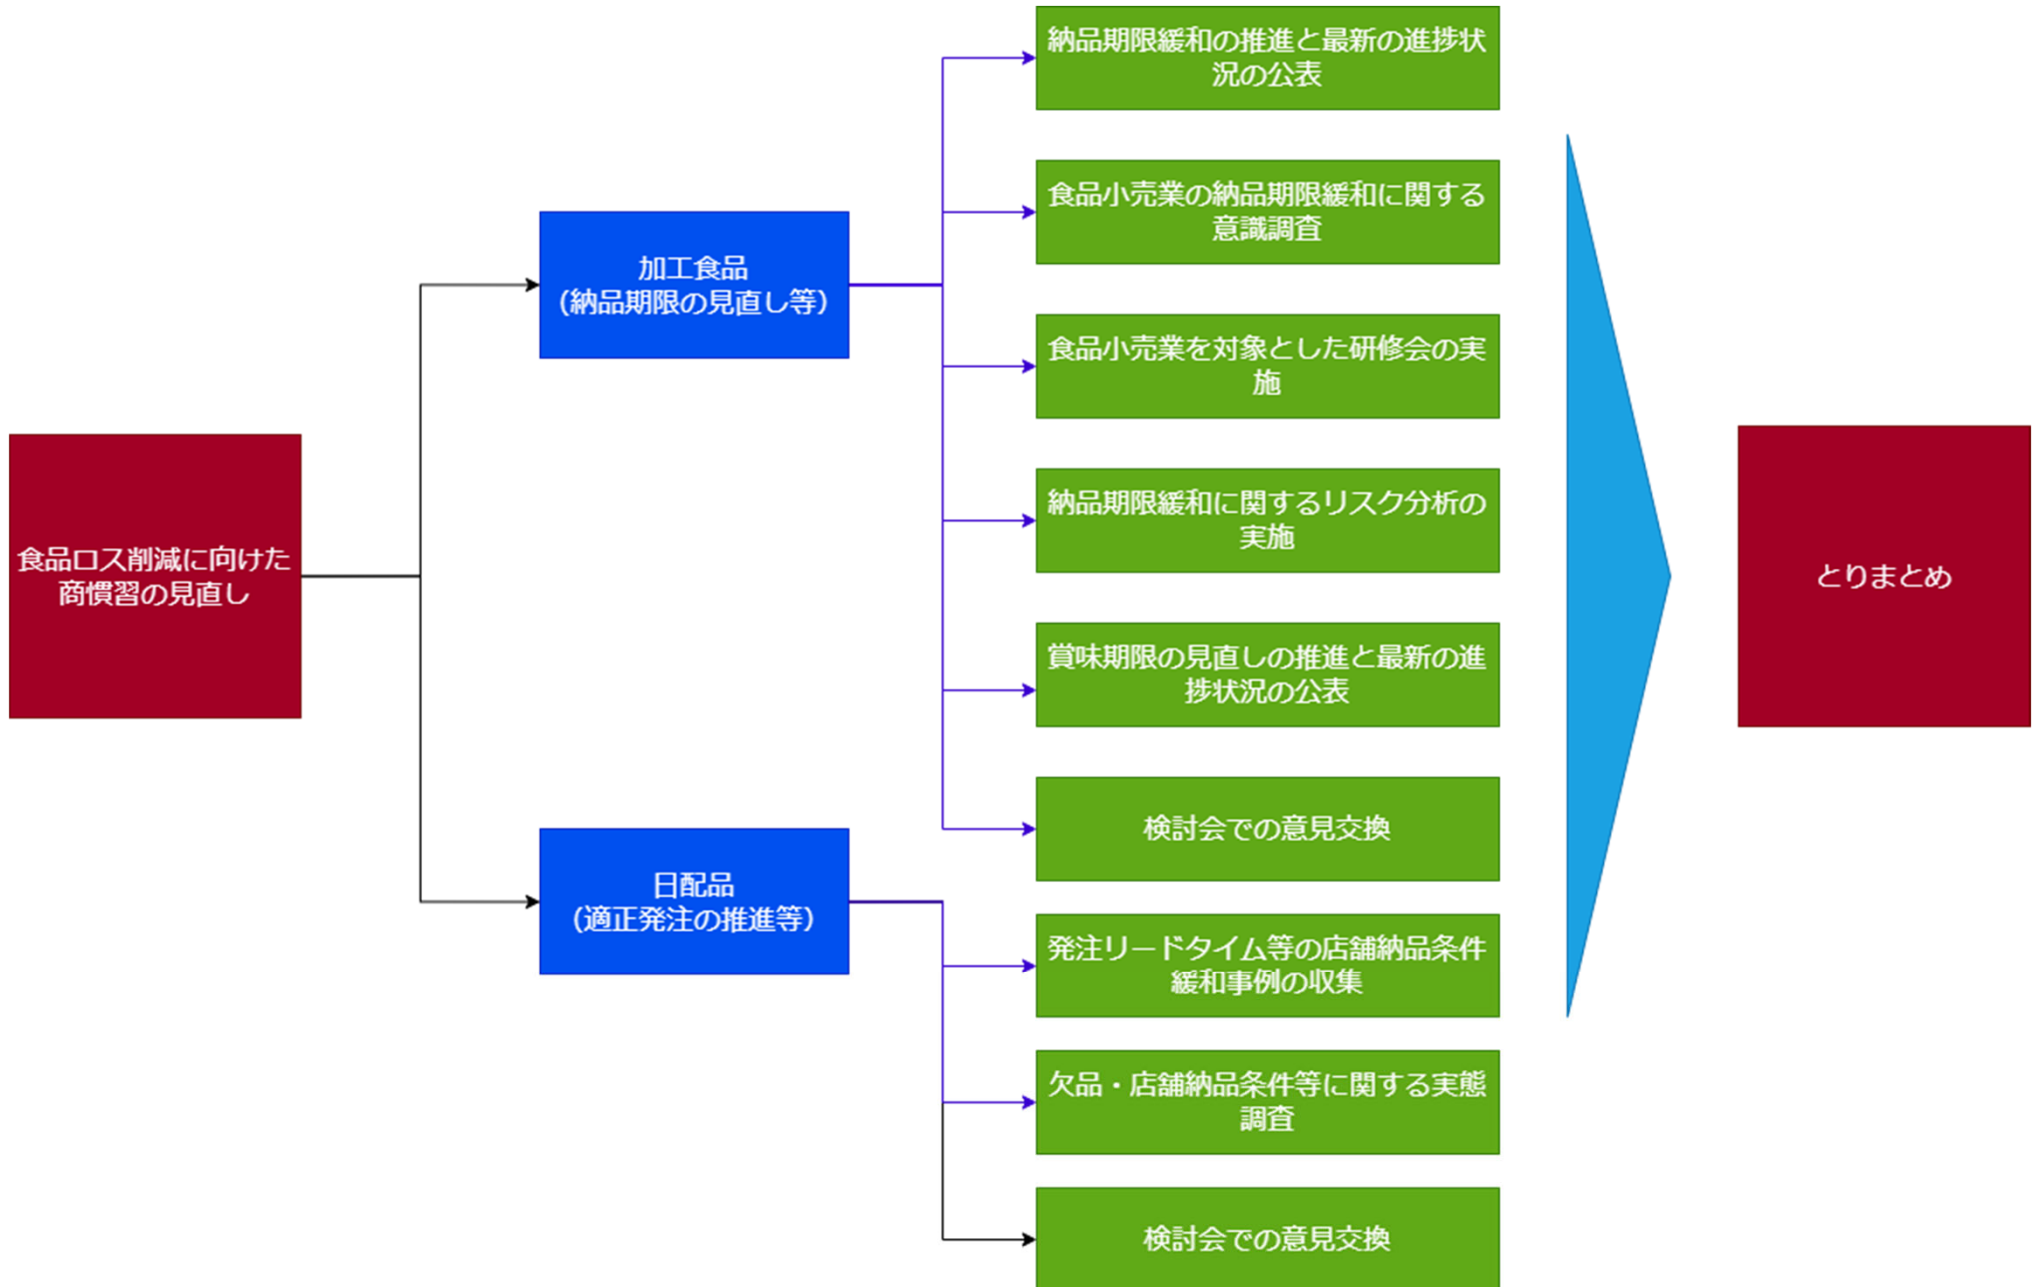 食品ロス削減に向けた
商慣習の見直し
加工食品
（納品期限の見直し等）
日配品
（適正発注の推進等）
納品期限緩和の推進と最新の進捗状
況の公表
食品小売業の納品期限緩和に関する
意識調査
食品小売業を対象とした研修会の実
施
納品期限緩和に関するリスク分析の
実施
賞味期限の見直しの推進と最新の進
捗状況の公表
検討会での意見交換
発注リードタイム等の店舗納品条件
緩和事例の収集
欠品・店舗納品条件等に関する実態
調査
検討会での意見交換
とりまとめ